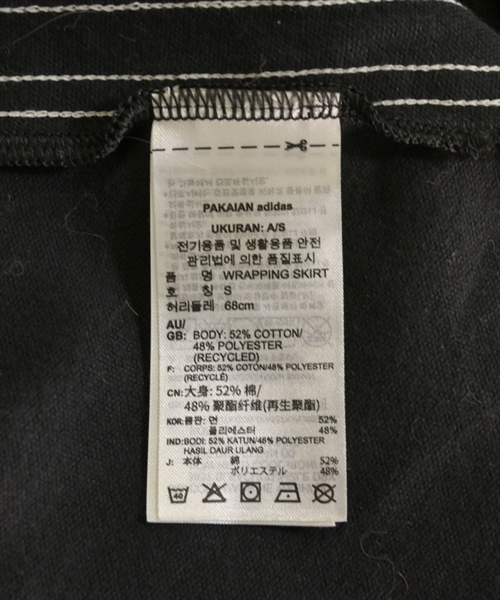 PAKAIAN adidas
UKURAN: A/S
전기용품 및 생활용품 안전
관리법에 의한 품질표시
품 명 WRAPPING SKIRT
호 칭 S
허리둘레 68cm
AU/
GB: BODY: 52% COTTON/
48% POLYESTER
(RECYCLED)
F: CORPS: 52% COTON/48% POLYESTER
(RECYCLÉ)
CN: 大身: 52% 棉/
48% 聚酯纤维(再生聚酯)
KOR: 몸판: 면 52%
폴리에스터 48%
IND: BODI: 52% KATUN/48% POLYESTER
HASIL DAUR ULANG
J: 本体 綿 52%
ポリエステル 48%
40